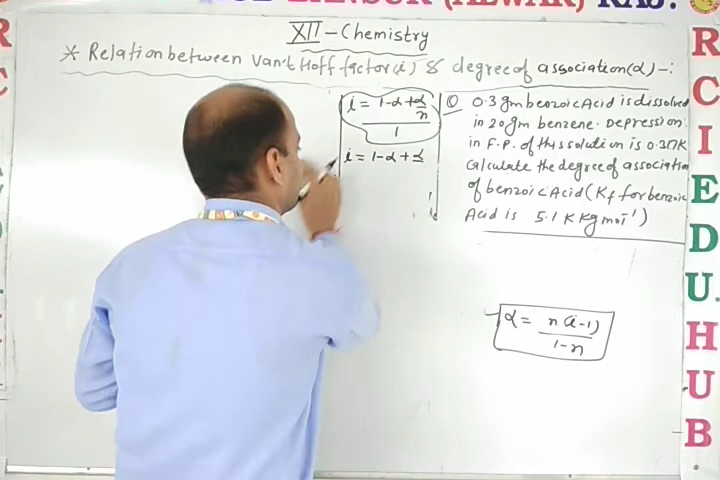 XII - Chemistry
* Relation between Van't Hoff factor(i) & degree of association(α) -:
i = 1-α+α/n
1
i = 1-α+α
Q 0.3 gm benzoic Acid is dissolved
in 20 gm benzene. Depression
in F.P. of this solution is 0.317K
Calculate the degree of association
of benzoic Acid (Kf for benzoic
Acid is 5.1 K Kg mol⁻¹)
α = n(i-1)
1-n
R
C
I
E
D
U.
H
U
B